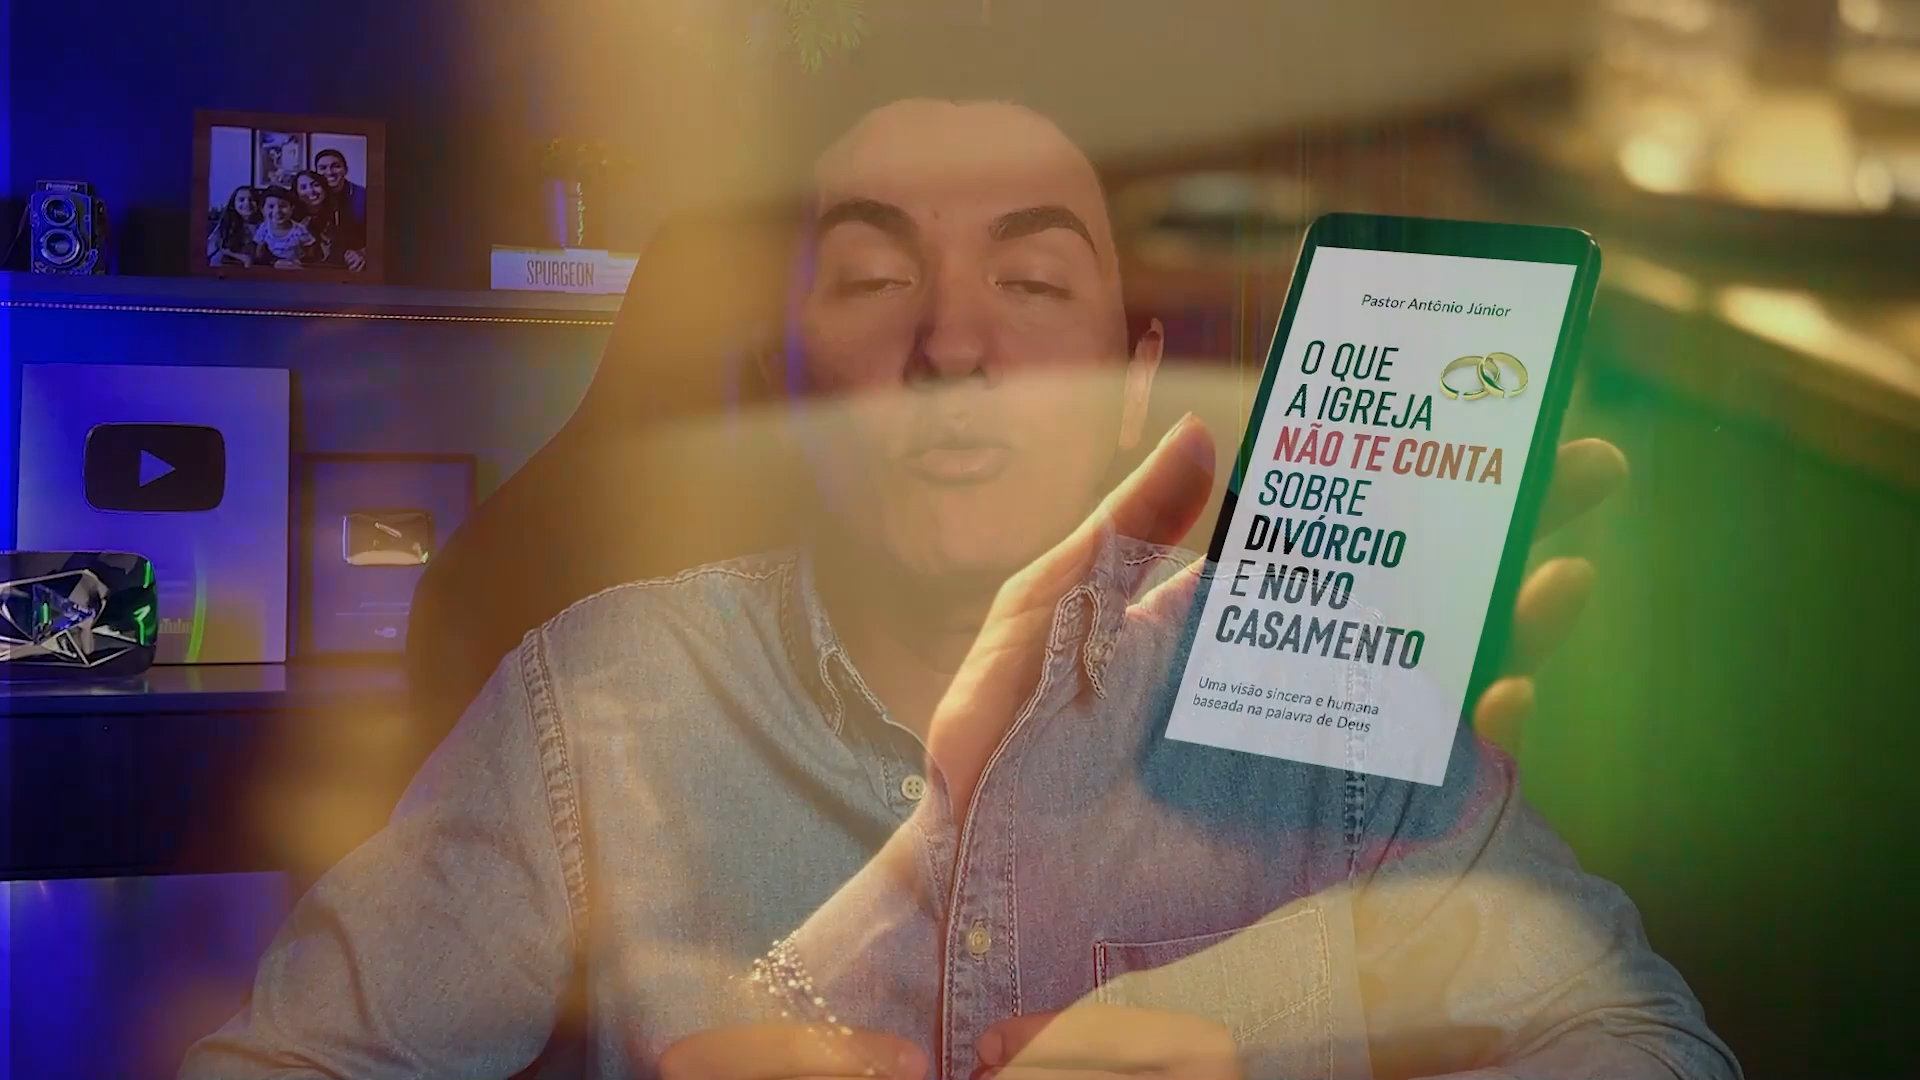 SPURGEON
Pastor Antônio Júnior
O QUE
A IGREJA
NÃO TE CONTA
SOBRE
DIVÓRCIO
E NOVO
CASAMENTO
Uma visão sincera e humana
baseada na palavra de Deus